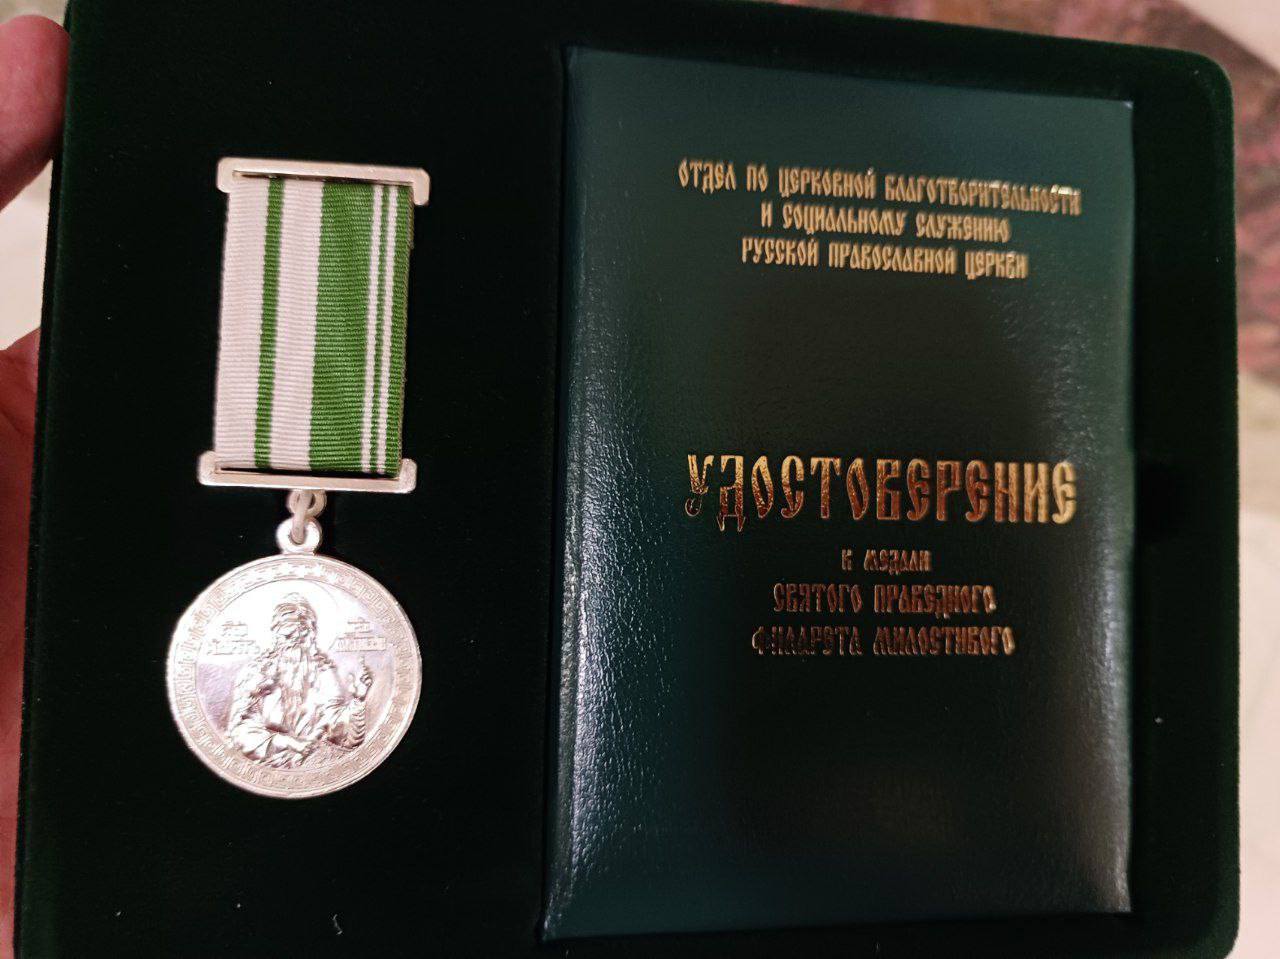 ОТДЕЛ ПО ЦЕРКОВНОЙ БЛАГОТВОРИТЕЛЬНОСТИ
И СОЦИАЛЬНОМУ СЛУЖЕНИЮ
РУССКОЙ ПРАВОСЛАВНОЙ ЦЕРКВИ
УДОСТОВЕРЕНИЕ
К МЕДАЛИ
СВЯТОГО ПРАВЕДНОГО
ФИЛАРЕТА МИЛОСТИВОГО